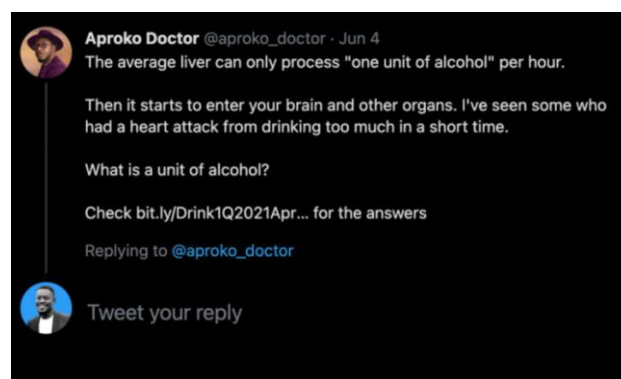 Aproko Doctor @aproko_doctor · Jun 4
The average liver can only process "one unit of alcohol" per hour.
Then it starts to enter your brain and other organs. I've seen some who
had a heart attack from drinking too much in a short time.
What is a unit of alcohol?
Check bit.ly/Drink1Q2021Apr... for the answers
Replying to @aproko_doctor
Tweet your reply